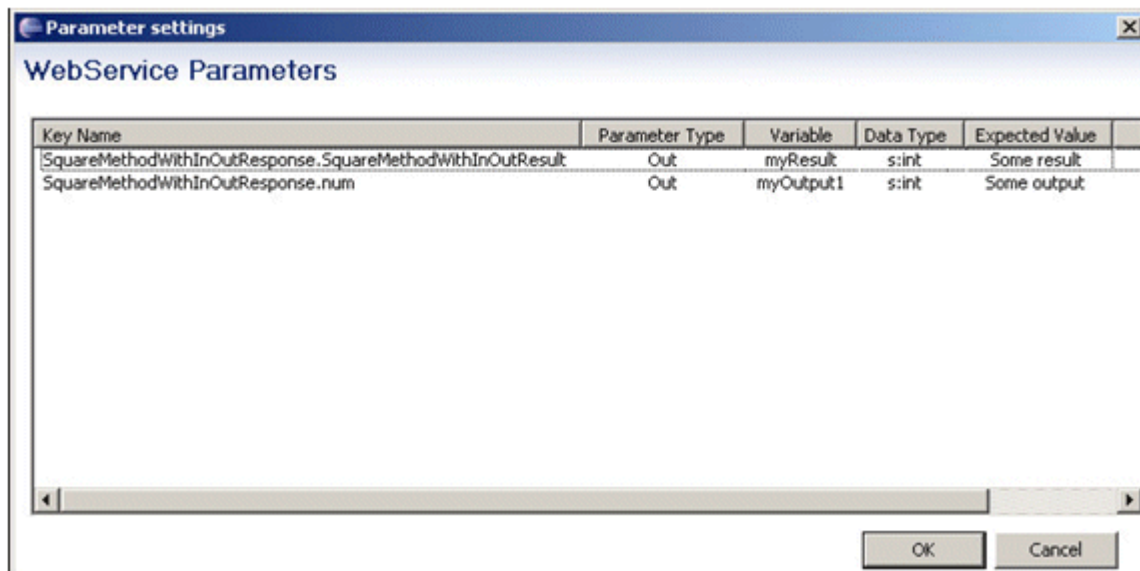 Parameter settings
WebService Parameters
Key Name Parameter Type Variable Data Type Expected Value
SquareMethodWithInOutResponse.SquareMethodWithInOutResult Out myResult s:int Some result
SquareMethodWithInOutResponse.num Out myOutput1 s:int Some output
OK Cancel